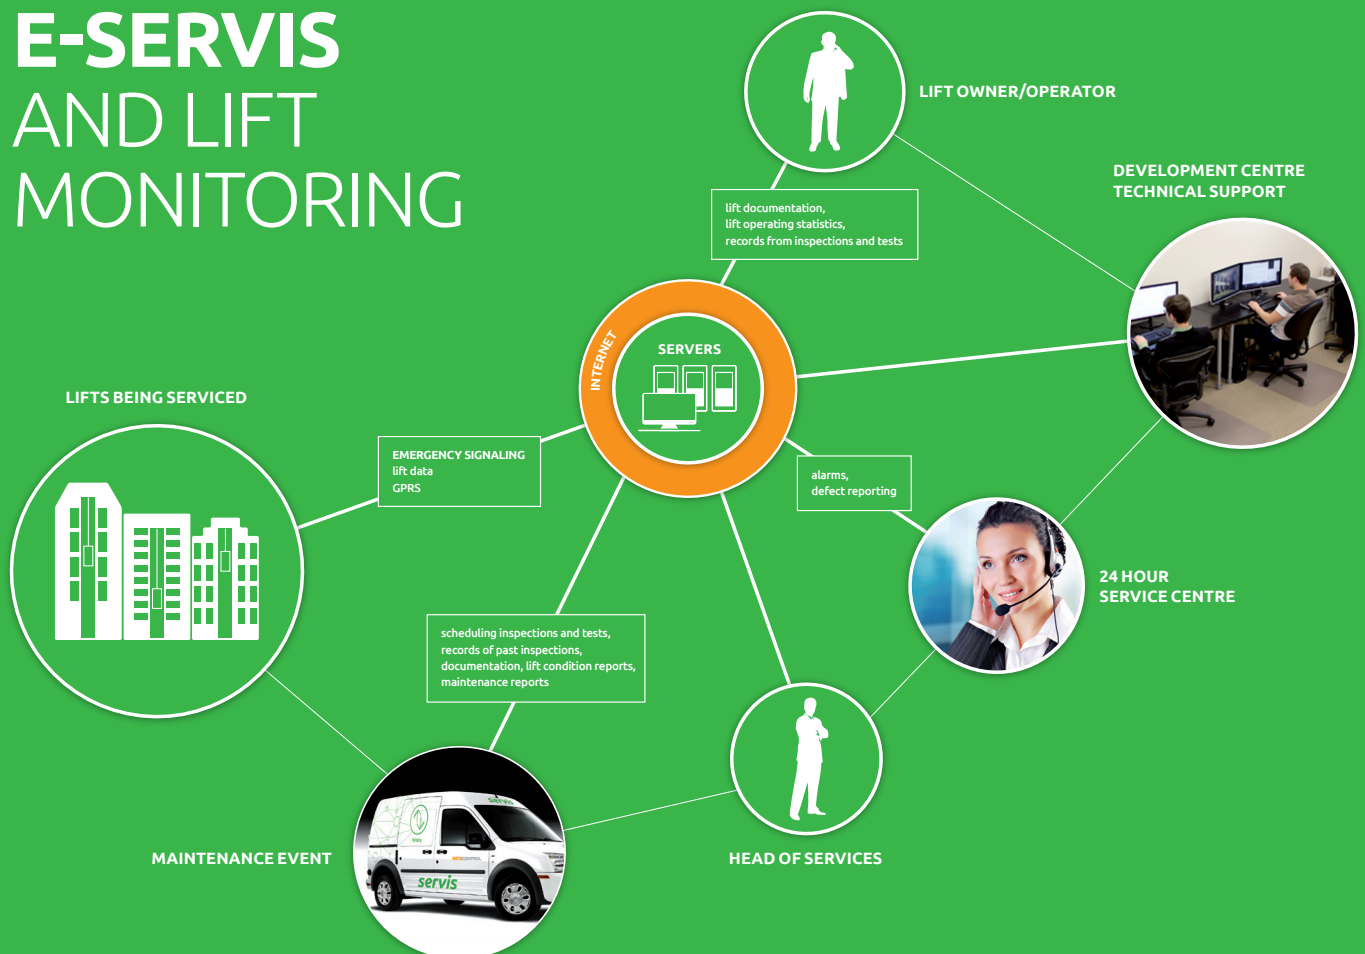 E-SERVIS
AND LIFT
MONITORING
LIFT OWNER/OPERATOR
DEVELOPMENT CENTRE
TECHNICAL SUPPORT
lift documentation,
lift operating statistics,
records from inspections and tests
INTERNET
SERVERS
LIFTS BEING SERVICED
EMERGENCY SIGNALING
lift data
GPRS
alarms,
defect reporting
24 HOUR
SERVICE CENTRE
scheduling inspections and tests,
records of past inspections,
documentation, lift condition reports,
maintenance reports
servis
servis
MAINTENANCE EVENT
HEAD OF SERVICES